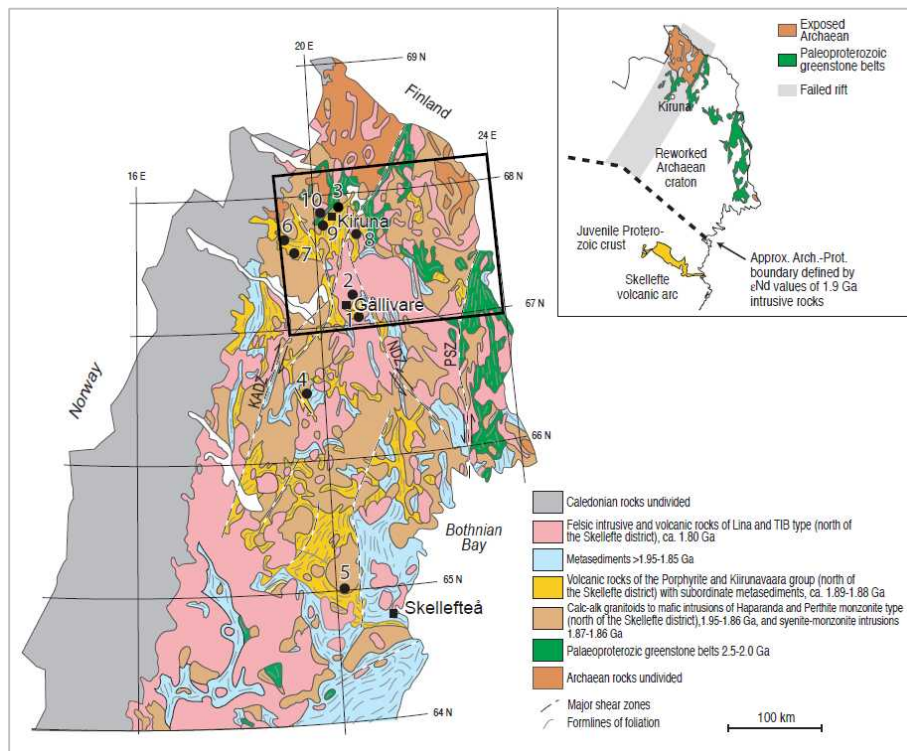 20 E
69 N
Finland
24 E
68 N
16 E
3
10
Kiruna
6
9
8
7
2
Gällivare
1
67 N
NDZ
PSZ
KADZ
4
Norway
66 N
Bothnian
Bay
5
65 N
Skellefteå
64 N
Exposed
Archaean
Paleoproterozoic
greenstone belts
Failed rift
Kiruna
Reworked
Archaean
craton
Juvenile Protero-
zoic crust
Skellefte
volcanic arc
Approx. Arch.-Prot.
boundary defined by
εNd values of 1.9 Ga
intrusive rocks
Caledonian rocks undivided
Felsic intrusive and volcanic rocks of Lina and TIB type (north of
the Skellefte district), ca. 1.80 Ga
Metasediments >1.95-1.85 Ga
Volcanic rocks of the Porphyrite and Kiirunavaara group (north of
the Skellefte district) with subordinate metasediments, ca. 1.89-1.88 Ga
Calc-alk granitoids to mafic intrusions of Haparanda and Perthite monzonite type
(north of the Skellefte district),1.95-1.86 Ga, and syenite-monzonite intrusions
1.87-1.86 Ga
Palaeoproterozic greenstone belts 2.5-2.0 Ga
Archaean rocks undivided
Major shear zones
Formlines of foliation
100 km